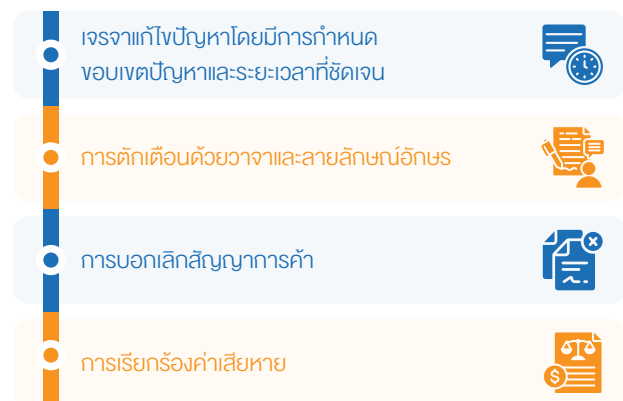 เจรจาแก้ไขปัญหาโดยมีการกำหนด
ขอบเขตปัญหาและระยะเวลาที่ชัดเจน
การตักเตือนด้วยวาจาและลายลักษณ์อักษร
การบอกเลิกสัญญาการค้า
การเรียกร้องค่าเสียหาย